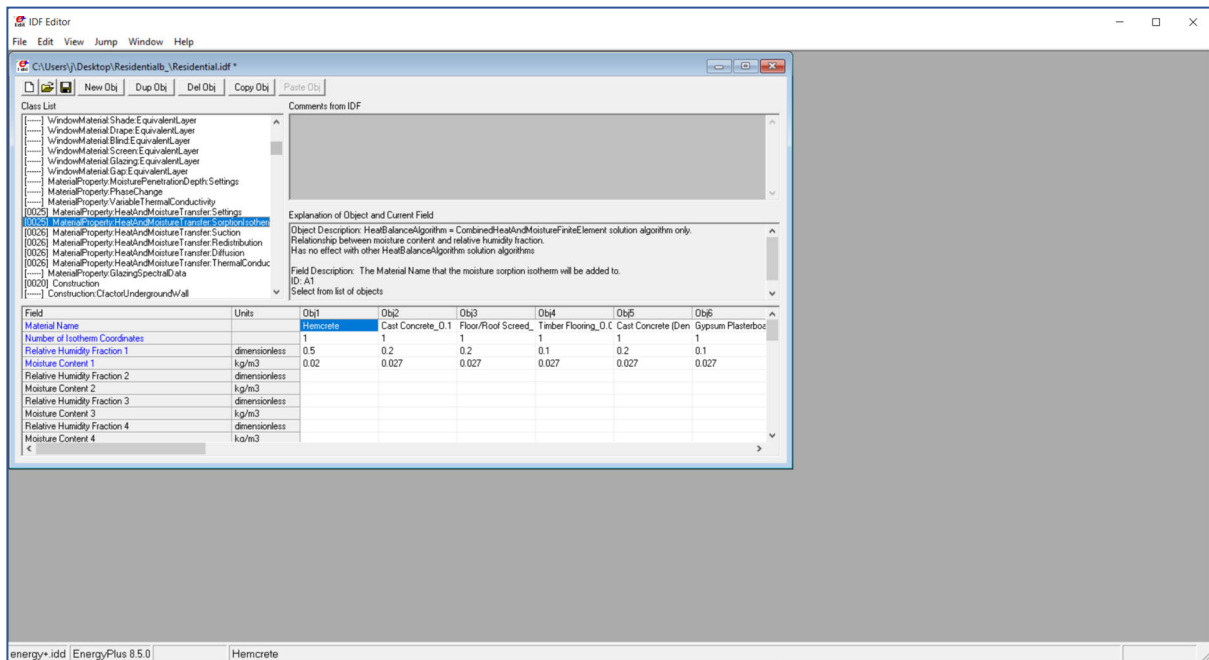 IDF Editor
File Edit View Jump Window Help
C:\Users\j\Desktop\Residentialb_\Residential.idf *
New Obj Dup Obj Del Obj Copy Obj Paste Obj
Class List Comments from IDF
[------] WindowMaterial:Shade:EquivalentLayer
[------] WindowMaterial:Drape:EquivalentLayer
[------] WindowMaterial:Blind:EquivalentLayer
[------] WindowMaterial:Screen:EquivalentLayer
[------] WindowMaterial:Glazing:EquivalentLayer
[------] WindowMaterial:Gap:EquivalentLayer
[------] MaterialProperty:MoisturePenetrationDepth:Settings
[------] MaterialProperty:PhaseChange
[------] MaterialProperty:VariableThermalConductivity
[0025] MaterialProperty:HeatAndMoistureTransfer:Settings
[0025] MaterialProperty:HeatAndMoistureTransfer:SorptionIsother
[0026] MaterialProperty:HeatAndMoistureTransfer:Suction
[0026] MaterialProperty:HeatAndMoistureTransfer:Redistribution
[0026] MaterialProperty:HeatAndMoistureTransfer:Diffusion
[0026] MaterialProperty:HeatAndMoistureTransfer:ThermalConduc
[------] MaterialProperty:GlazingSpectralData
[0020] Construction
[------] Construction:CfactorUndergroundWall
Explanation of Object and Current Field
Object Description: HeatBalanceAlgorithm = CombinedHeatAndMoistureFiniteElement solution algorithm only.
Relationship between moisture content and relative humidity fraction.
Has no effect with other HeatBalanceAlgorithm solution algorithms
Field Description: The Material Name that the moisture sorption isotherm will be added to.
ID: A1
Select from list of objects
Field Units Obj1 Obj2 Obj3 Obj4 Obj5 Obj6
Material Name Hemcrete Cast Concrete_0.1 Floor/Roof Screed_ Timber Flooring_0.0 Cast Concrete (Den Gypsum Plasterboa
Number of Isotherm Coordinates 1 1 1 1 1 1
Relative Humidity Fraction 1 dimensionless 0.5 0.2 0.2 0.1 0.2 0.1
Moisture Content 1 kg/m3 0.02 0.027 0.027 0.027 0.027 0.027
Relative Humidity Fraction 2 dimensionless
Moisture Content 2 kg/m3
Relative Humidity Fraction 3 dimensionless
Moisture Content 3 kg/m3
Relative Humidity Fraction 4 dimensionless
Moisture Content 4 kg/m3
energy+.idd EnergyPlus 8.5.0 Hemcrete